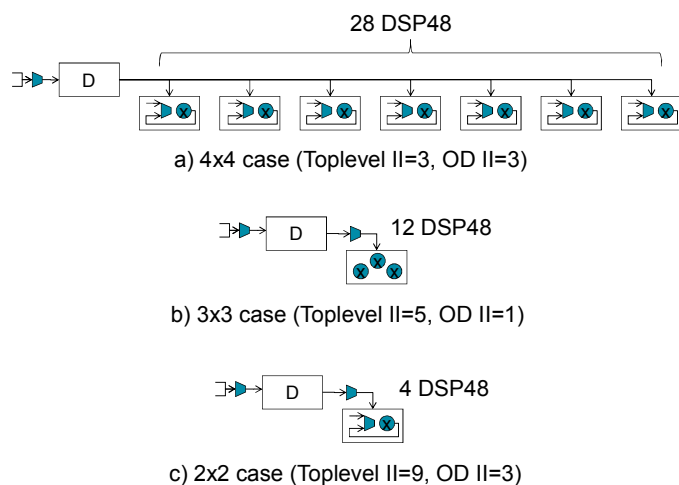 28 DSP48
D
X X X X X X X
a) 4x4 case (Toplevel II=3, OD II=3)
D
12 DSP48
X
X X
b) 3x3 case (Toplevel II=5, OD II=1)
D
4 DSP48
X
c) 2x2 case (Toplevel II=9, OD II=3)